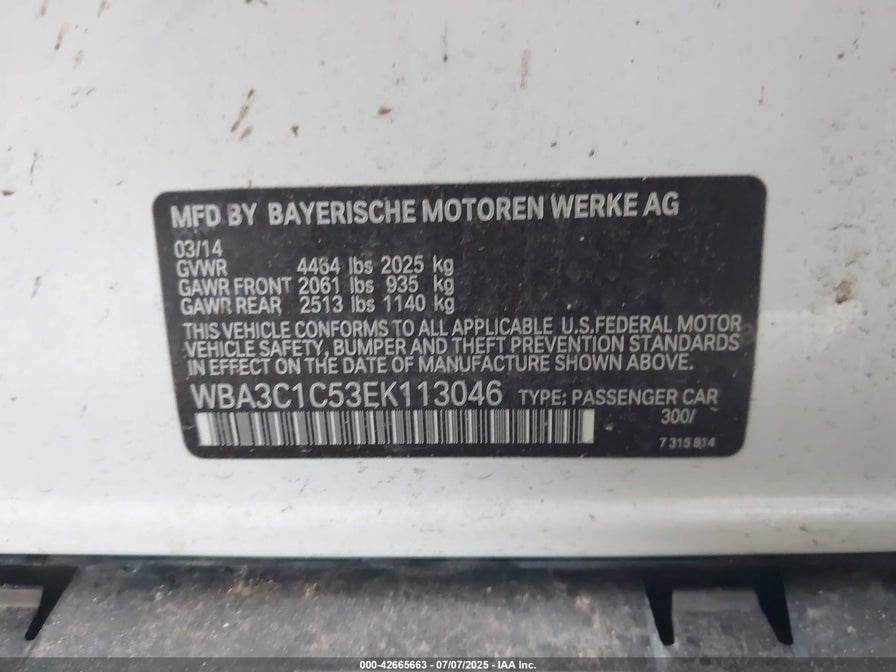 MFD BY BAYERISCHE MOTOREN WERKE AG
03/14
GVWR 4464 lbs 2025 kg
GAWR FRONT 2061 lbs 935 kg
GAWR REAR 2513 lbs 1140 kg
THIS VEHICLE CONFORMS TO ALL APPLICABLE U.S.FEDERAL MOTOR
VEHICLE SAFETY, BUMPER AND THEFT PREVENTION STANDARDS
IN EFFECT ON THE DATE OF MANUFACTURE SHOWN ABOVE.
WBA3C1C53EK113046 TYPE: PASSENGER CAR
300/
7 315 814
000-42665663 - 07/07/2025 - IAA Inc.